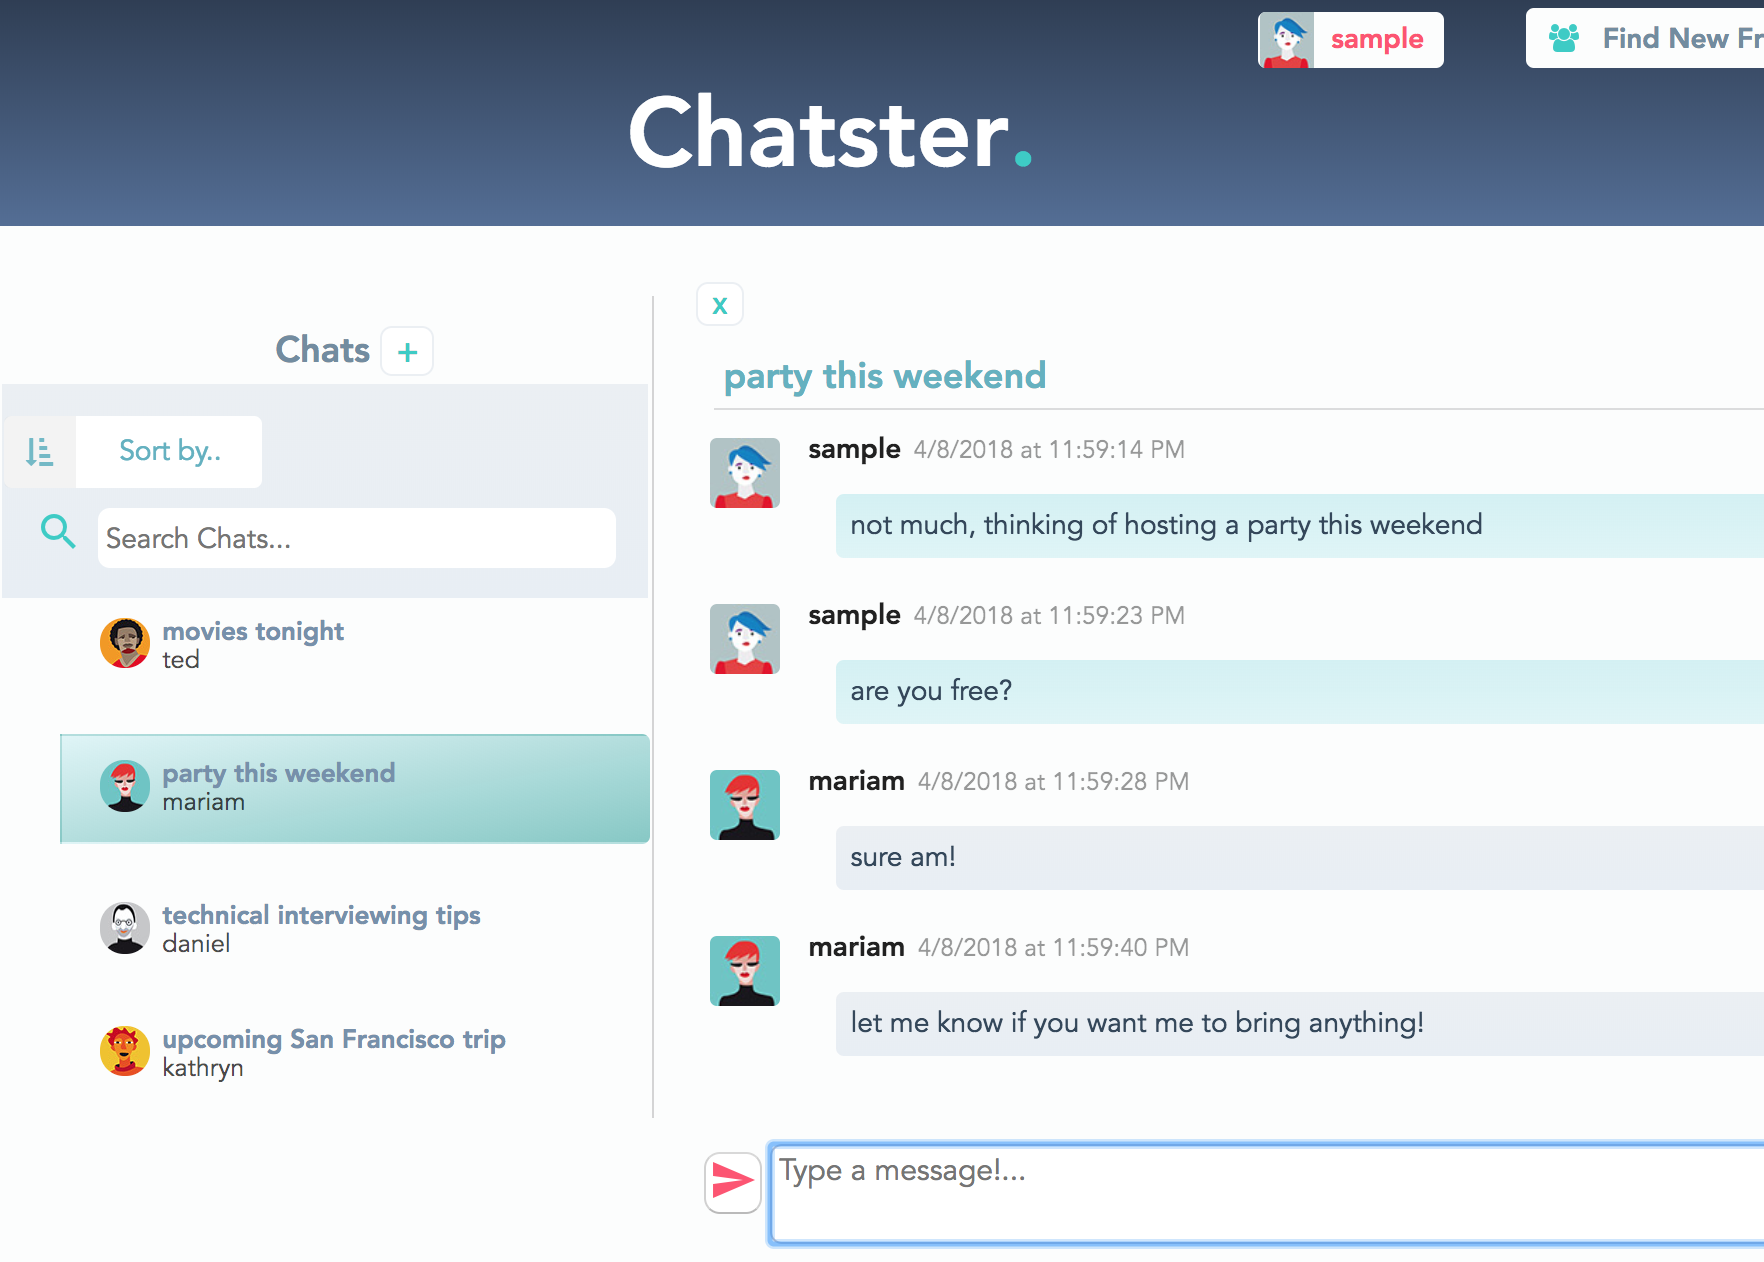 sample
Find New Fr
Chatster.
x
Chats +
party this weekend
Sort by..
Search Chats...
movies tonight
ted
party this weekend
mariam
technical interviewing tips
daniel
upcoming San Francisco trip
kathryn
sample 4/8/2018 at 11:59:14 PM
not much, thinking of hosting a party this weekend
sample 4/8/2018 at 11:59:23 PM
are you free?
mariam 4/8/2018 at 11:59:28 PM
sure am!
mariam 4/8/2018 at 11:59:40 PM
let me know if you want me to bring anything!
Type a message!...